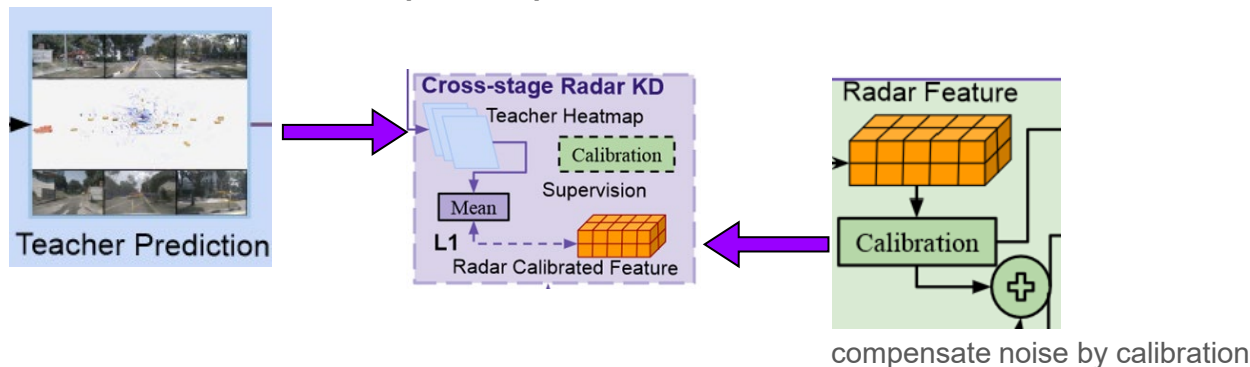 Teacher Prediction
Cross-stage Radar KD
Teacher Heatmap
Calibration
Supervision
Mean
L1
Radar Calibrated Feature
Radar Feature
Calibration
compensate noise by calibration